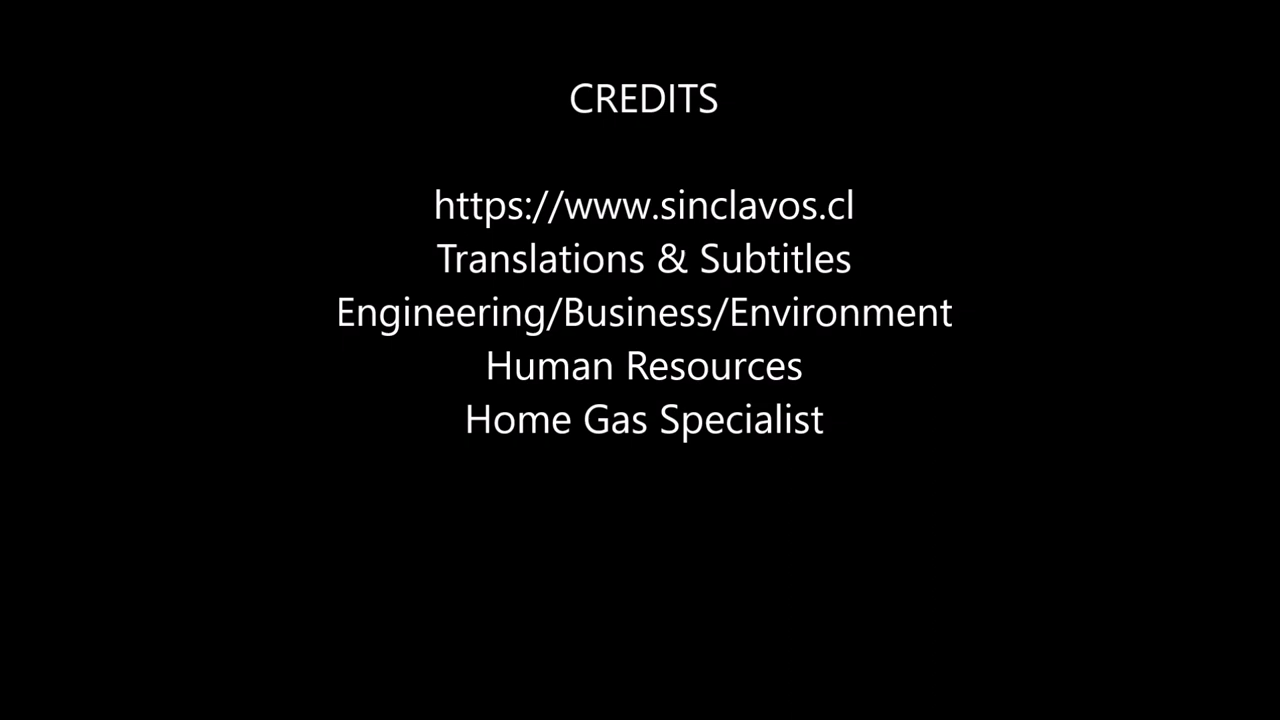 CREDITS
https://www.sinclavos.cl
Translations & Subtitles
Engineering/Business/Environment
Human Resources
Home Gas Specialist